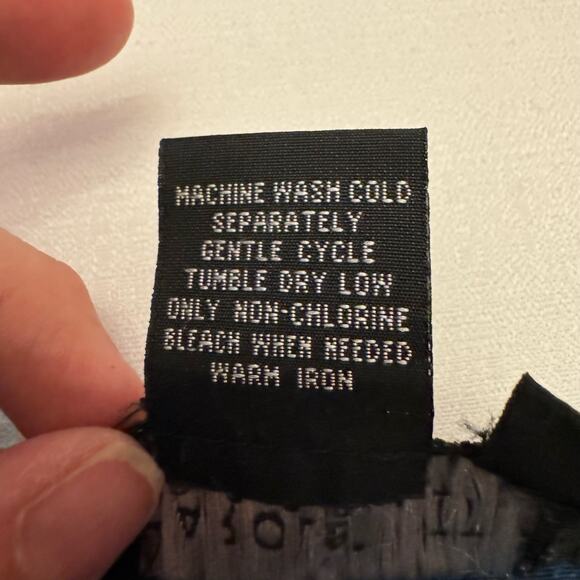 MACHINE WASH COLD
SEPARATELY
GENTLE CYCLE
TUMBLE DRY LOW
ONLY NON-CHLORINE
BLEACH WHEN NEEDED
WARM IRON